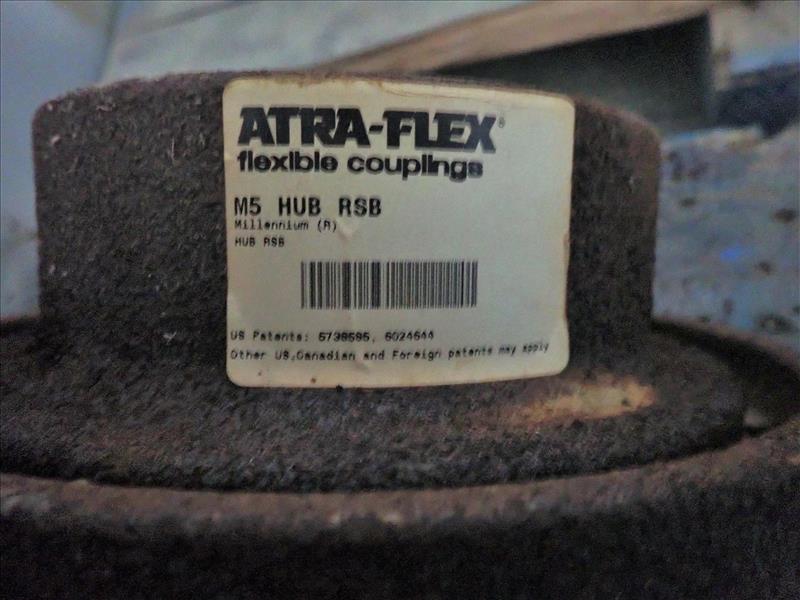 ATRA-FLEX®
flexible couplings
M5 HUB RSB
Millennium (R)
HUB RSB
US Patents: 5738585, 6024644
Other US,Canadian and Foreign patents may apply